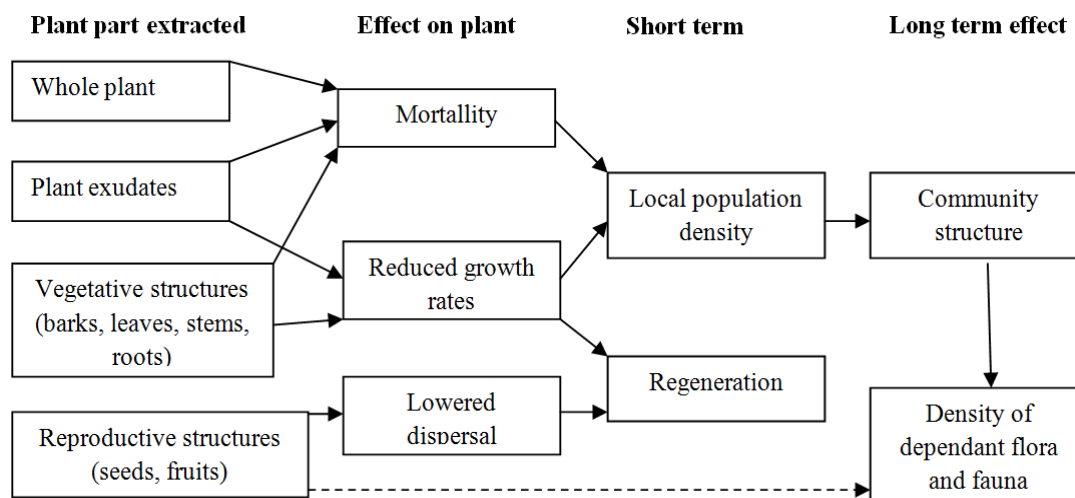 Plant part extracted
Effect on plant
Short term
Long term effect
Whole plant
Plant exudates
Vegetative structures
(barks, leaves, stems,
roots)
Reproductive structures
(seeds, fruits)
Mortallity
Reduced growth
rates
Lowered
dispersal
Local population
density
Regeneration
Community
structure
Density of
dependant flora
and fauna